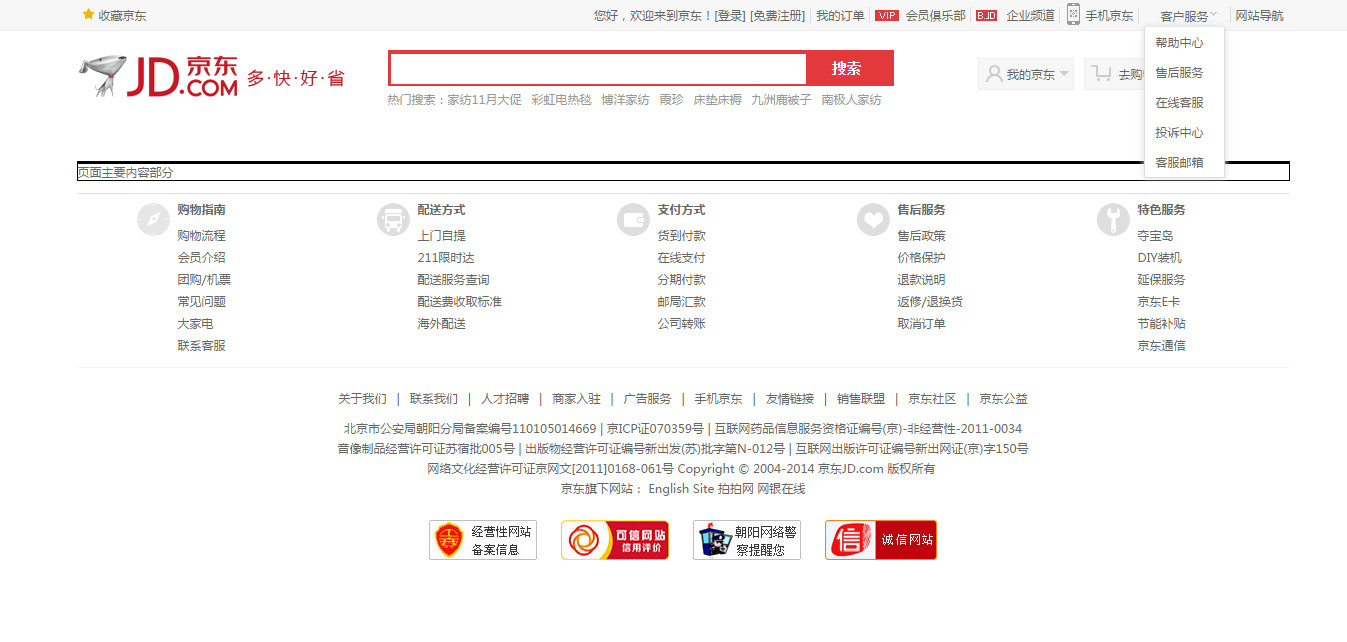 收藏京东
您好，欢迎来到京东！[登录] [免费注册] 我的订单 VIP 会员俱乐部 B.JD 企业频道 手机京东 客户服务 网站导航
帮助中心
售后服务
在线客服
投诉中心
客服邮箱
JD.COM 京东 多·快·好·省
搜索
我的东京
去购
热门搜索：家纺11月大促 彩虹电热毯 博洋家纺 霞珍 床垫床褥 九洲鹿被子 南极人家纺
页面主要内容部分
购物指南
购物流程
会员介绍
团购/机票
常见问题
大家电
联系客服
配送方式
上门自提
211限时达
配送服务查询
配送费收取标准
海外配送
支付方式
货到付款
在线支付
分期付款
邮局汇款
公司转账
售后服务
售后政策
价格保护
退款说明
返修/退换货
取消订单
特色服务
夺宝岛
DIY装机
延保服务
京东E卡
节能补贴
京东通信
关于我们 | 联系我们 | 人才招聘 | 商家入驻 | 广告服务 | 手机京东 | 友情链接 | 销售联盟 | 京东社区 | 京东公益
北京市公安局朝阳分局备案编号110105014669 | 京ICP证070359号 | 互联网药品信息服务资格证编号(京)-非经营性-2011-0034
音像制品经营许可证苏宿批005号 | 出版物经营许可证编号新出发(苏)批字第N-012号 | 互联网出版许可证编号新出网证(京)字150号
网络文化经营许可证京网文[2011]0168-061号 Copyright © 2004-2014 京东JD.com 版权所有
京东旗下网站： English Site 拍拍网 网银在线
经营性网站
备案信息
可信网站
信用评价
朝阳网络警
察提醒您
信 诚信网站